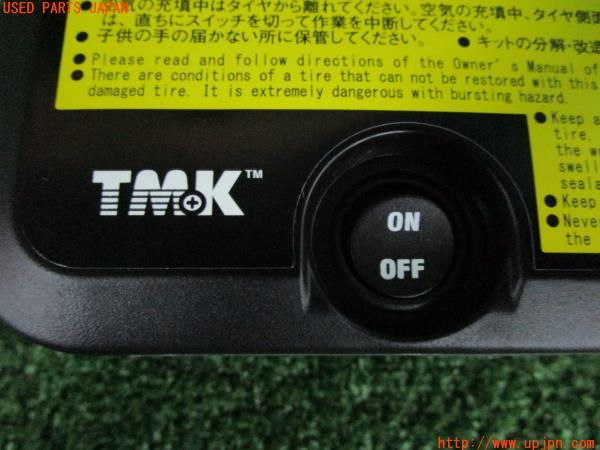 USED PARTS JAPAN
気の充填中はタイヤから離れてください。空気の充填中、タイヤ側面
は、直ちにスイッチを切って作業を中断してください。
●子供の手の届かない所に保管してください。 ●キットの分解・改造
●Please read and follow directions of the Owner's Manual of
●There are conditions of a tire that can not be restored with this
damaged tire. It is extremely dangerous with bursting hazard.
●Keep a
tire.
the w
swell
seala
●Keep
●Never
the
TMK™
ON
OFF
http://www.upjpn.com/